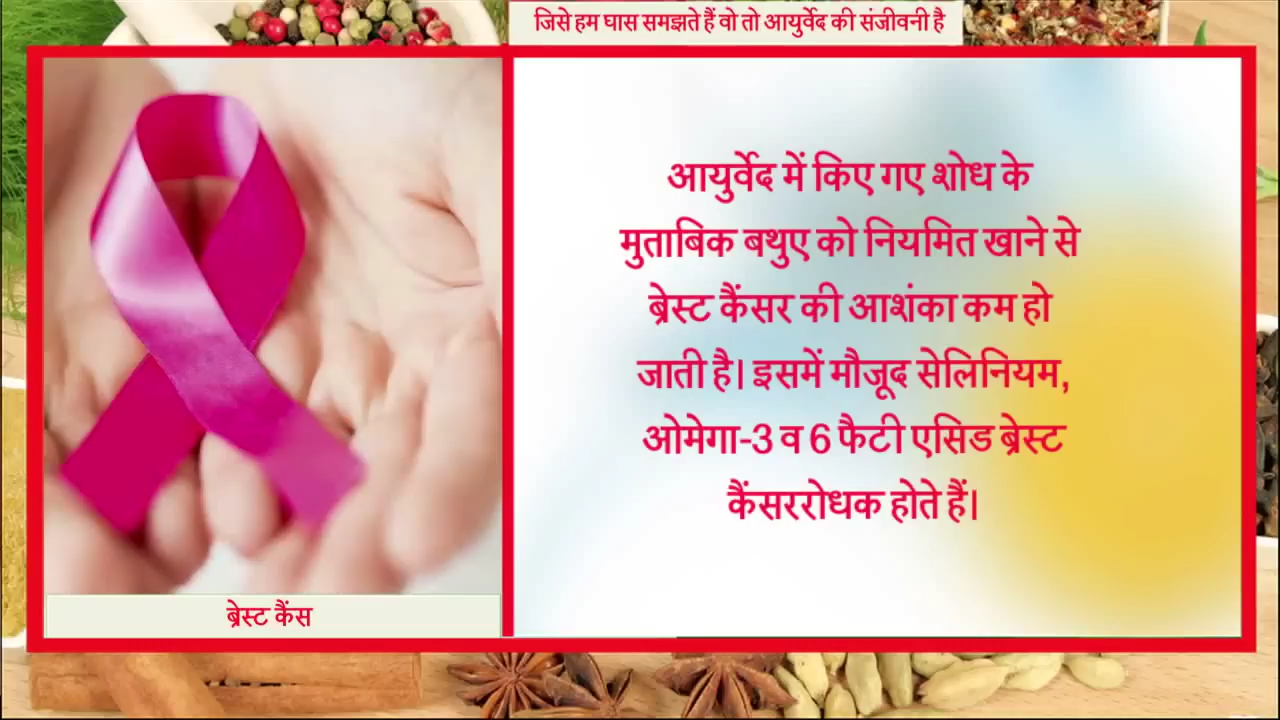 जिसे हम घास समझते हैं वो तो आयुर्वेद की संजीवनी है
आयुर्वेद में किए गए शोध के
मुताबिक बथुए को नियमित खाने से
ब्रेस्ट कैंसर की आशंका कम हो
जाती है। इसमें मौजूद सेलिनियम,
ओमेगा-3 व 6 फैटी एसिड ब्रेस्ट
कैंसररोधक होते हैं।
ब्रेस्ट कैंस